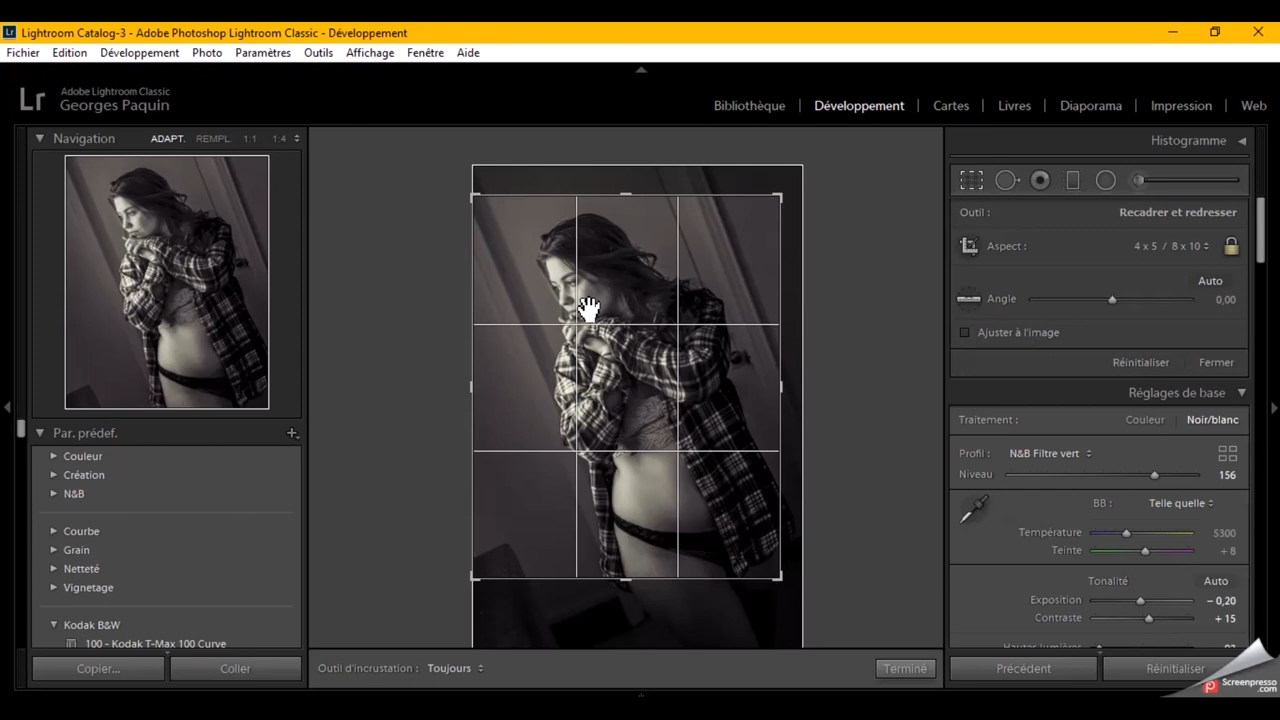 Lr Lightroom Catalog-3 - Adobe Photoshop Lightroom Classic - Développement
Fichier Edition Développement Photo Paramètres Outils Affichage Fenêtre Aide
Lr Adobe Lightroom Classic
Georges Paquin
Bibliothèque | Développement | Cartes | Livres | Diaporama | Impression | Web
Navigation ADAPT. REMPL. 1:1 1:4
Histogramme
Outil : Recadrer et redresser
Aspect : 4 x 5 / 8 x 10
Auto
Angle 0,00
Ajuster à l'image
Réinitialiser Fermer
Réglages de base
Traitement : Couleur | Noir/blanc
Profil : N&B Filtre vert
Niveau 156
BB : Telle quelle
Température 5300
Teinte + 8
Tonalité Auto
Exposition – 0,20
Contraste + 15
Par. prédef. +
Couleur
Création
N&B
Courbe
Grain
Netteté
Vignetage
Kodak B&W
100 - Kodak T-Max 100 Curve
Copier... Coller
Outil d'incrustation : Toujours Terminé
Précédent Réinitialiser
Screenpresso
.com